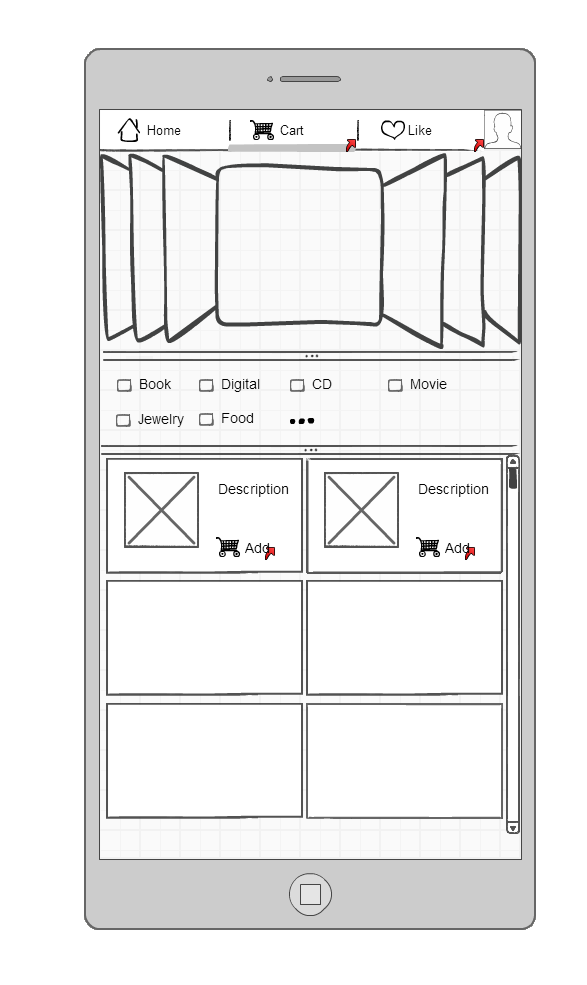 Home Cart Like
Book Digital CD Movie
Jewelry Food
Description Description
Add Add